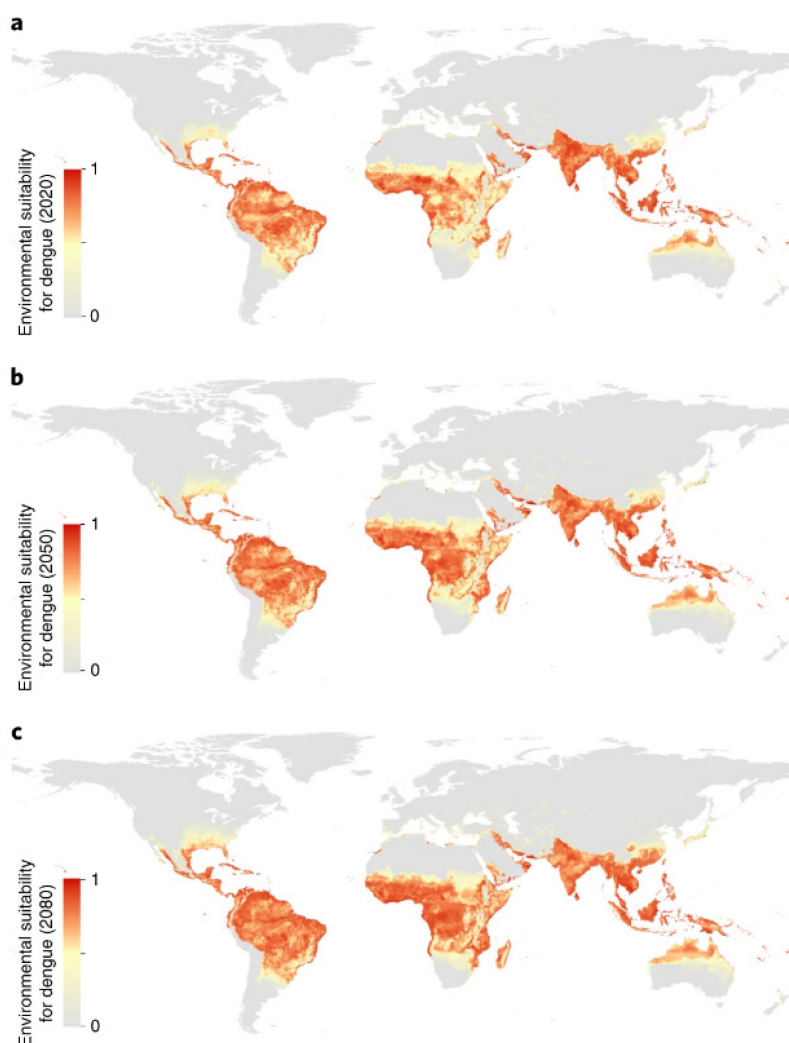 a
Environmental suitability
for dengue (2020)
1
0
b
Environmental suitability
for dengue (2050)
1
0
c
Environmental suitability
for dengue (2080)
1
0